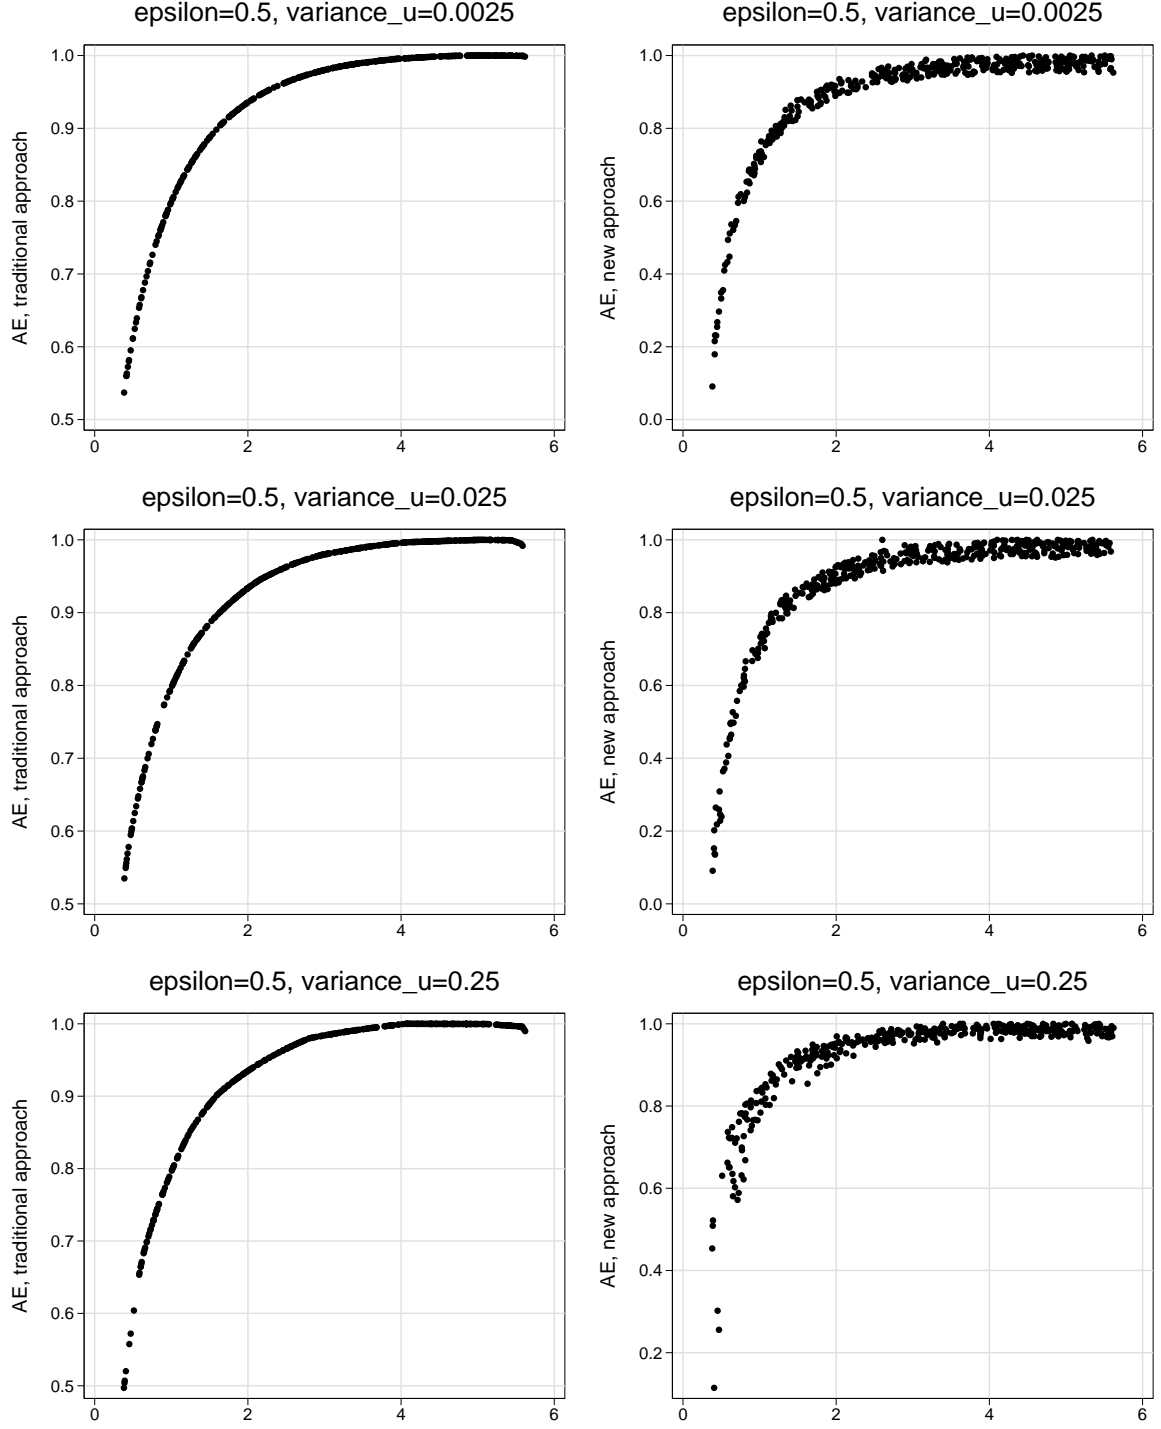 epsilon=0.5, variance_u=0.0025
AE, traditional approach
1.0
0.9
0.8
0.7
0.6
0.5
0 2 4 6
epsilon=0.5, variance_u=0.0025
AE, new approach
1.0
0.8
0.6
0.4
0.2
0.0
0 2 4 6
epsilon=0.5, variance_u=0.025
AE, traditional approach
1.0
0.9
0.8
0.7
0.6
0.5
0 2 4 6
epsilon=0.5, variance_u=0.025
AE, new approach
1.0
0.8
0.6
0.4
0.2
0.0
0 2 4 6
epsilon=0.5, variance_u=0.25
AE, traditional approach
1.0
0.9
0.8
0.7
0.6
0.5
0 2 4 6
epsilon=0.5, variance_u=0.25
AE, new approach
1.0
0.8
0.6
0.4
0.2
0 2 4 6